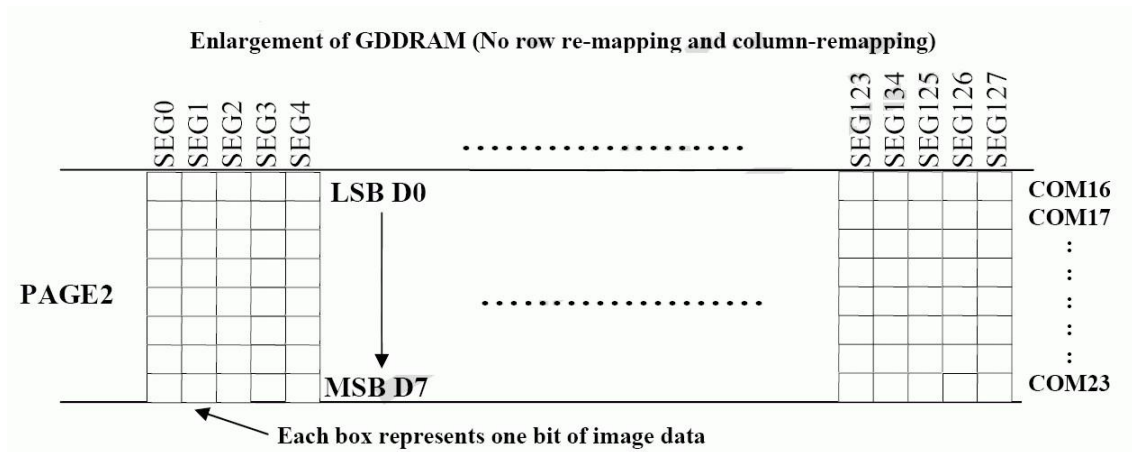 Enlargement of GDDRAM (No row re-mapping and column-remapping)
SEG0
SEG1
SEG2
SEG3
SEG4
SEG123
SEG134
SEG125
SEG126
SEG127
....................
LSB D0
COM16
COM17
:
:
PAGE2
....................
:
:
:
MSB D7
COM23
Each box represents one bit of image data